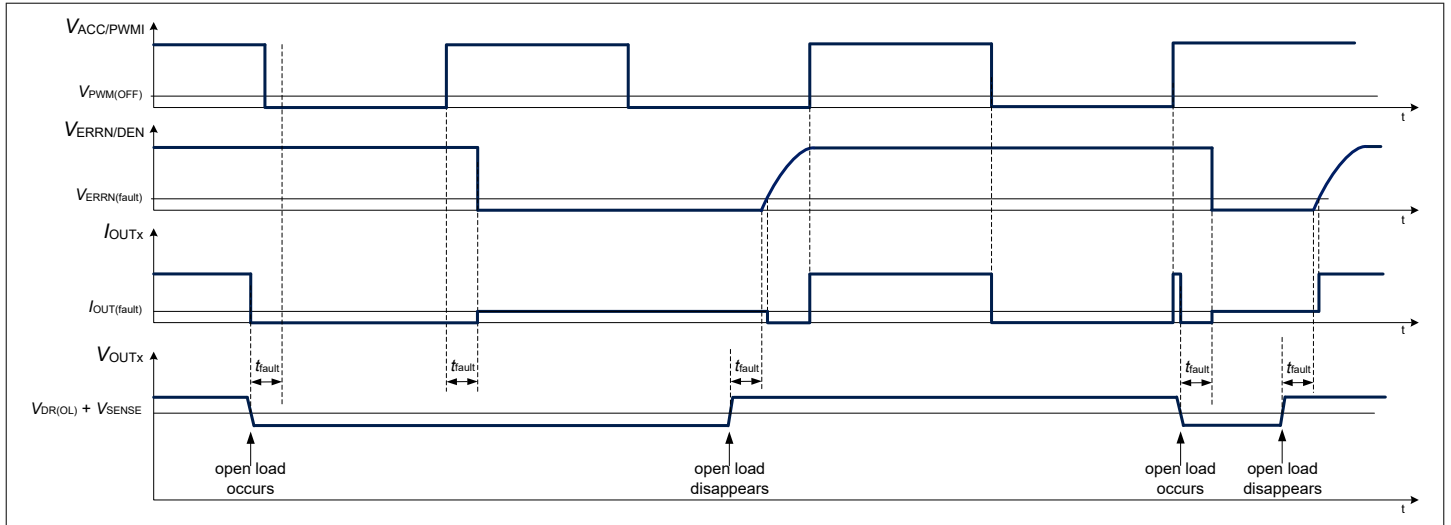 VACC/PWMI
VPWM(OFF)
t
VERRN/DEN
VERRN(fault)
t
IOUTx
IOUT(fault)
t
VOUTx
tfault
tfault
tfault
tfault
tfault
VDR(OL) + VSENSE
open load
occurs
open load
disappears
open load
occurs
open load
disappears
t